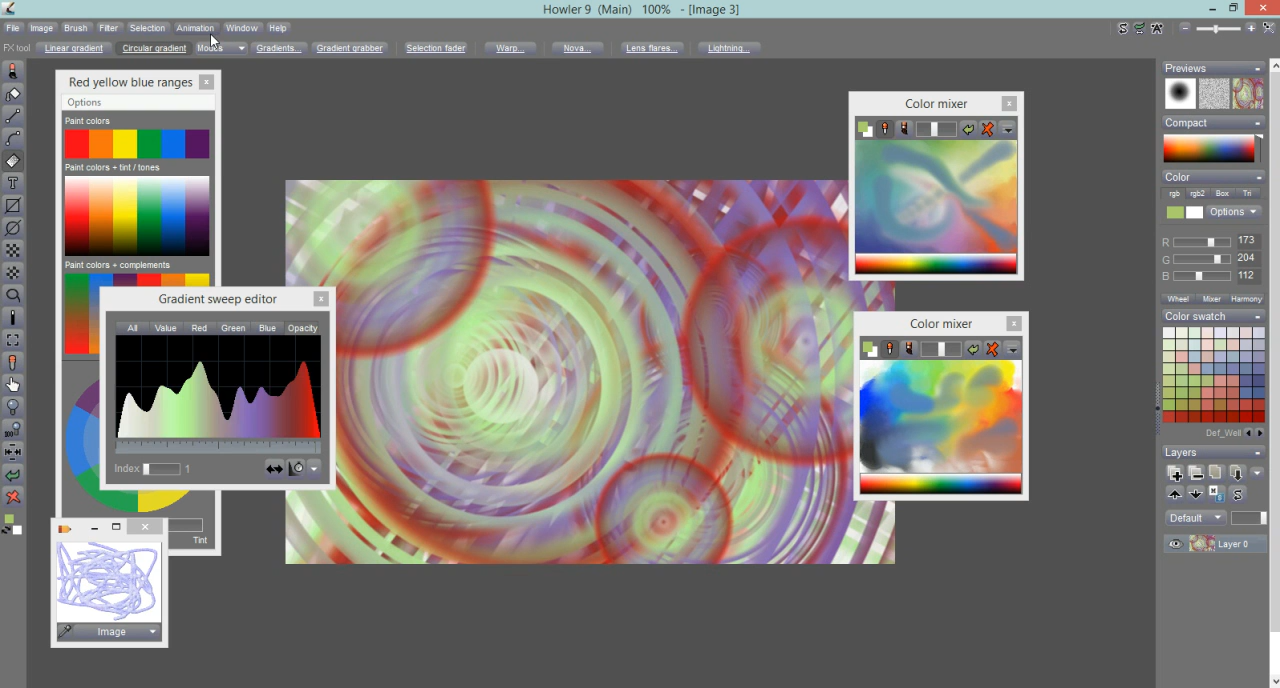 Howler 9 (Main) 100% - [Image 3]
File Image Brush Filter Selection Animation Window Help
FX tool Linear gradient Circular gradient Modes Gradients... Gradient grabber Selection fader Warp... Nova... Lens flares... Lightning...
Red yellow blue ranges
Options
Paint colors
Paint colors + tint / tones
Paint colors + complements
Gradient sweep editor
All Value Red Green Blue Opacity
Index 1
Tint
Image
Color mixer
Color mixer
Previews
Compact
Color
rgb rgb2 Box Tri
Options
R 173
G 204
B 112
Wheel Mixer Harmony
Color swatch
Def_Well
Layers
Default
Layer 0